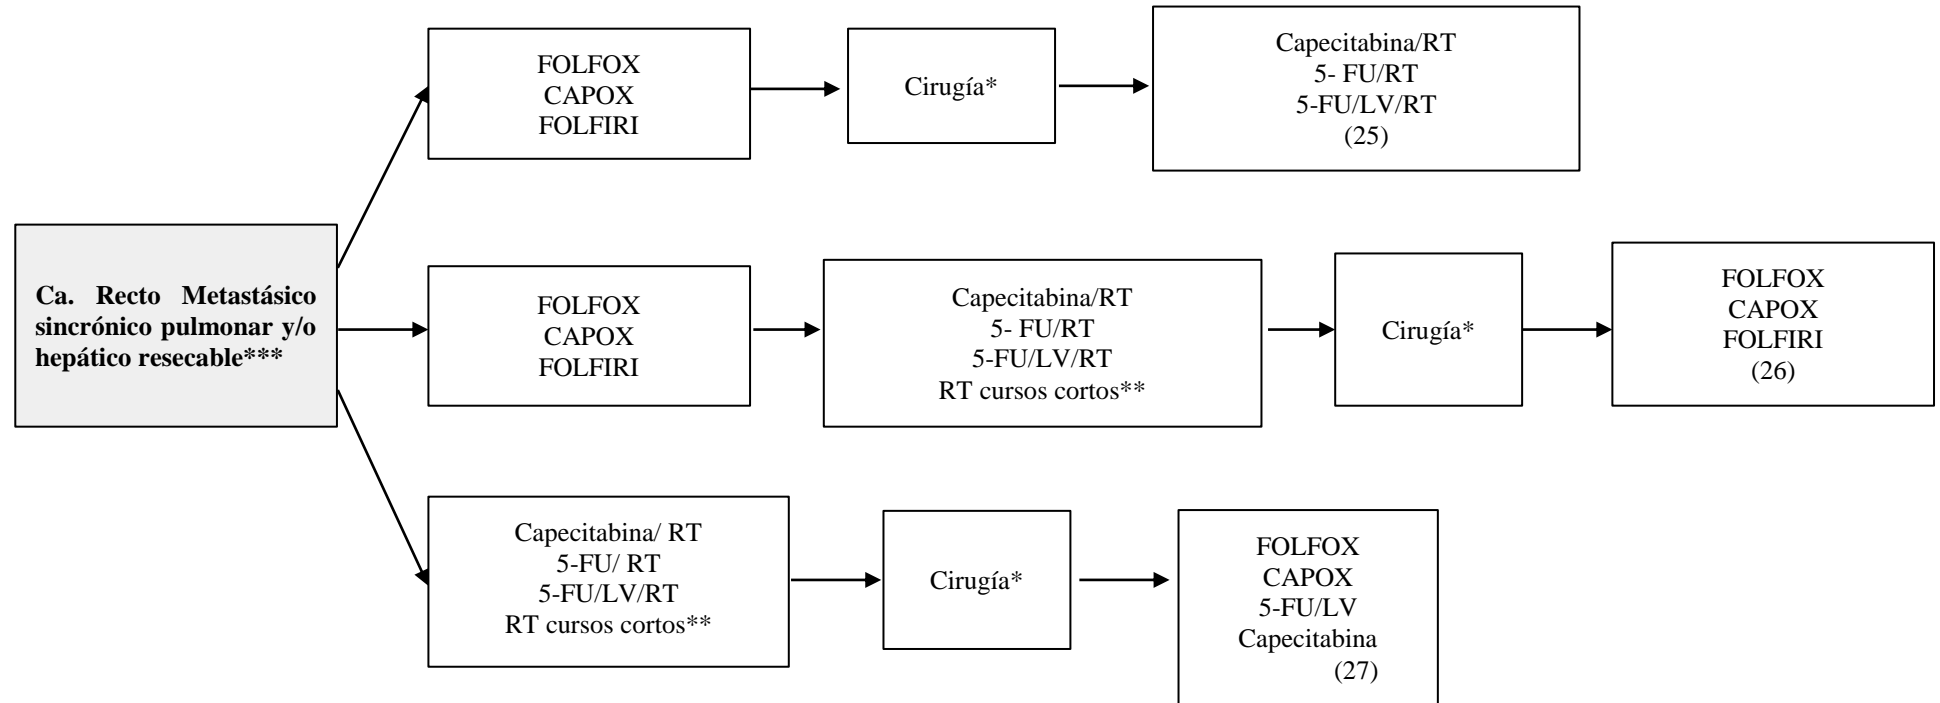 FOLFOX
CAPOX
FOLFIRI
Cirugía*
Capecitabina/RT
5- FU/RT
5-FU/LV/RT
(25)
Ca. Recto Metastásico
sincrónico pulmonar y/o
hepático resecable***
FOLFOX
CAPOX
FOLFIRI
Capecitabina/RT
5- FU/RT
5-FU/LV/RT
RT cursos cortos**
Cirugía*
FOLFOX
CAPOX
FOLFIRI
(26)
Capecitabina/ RT
5-FU/ RT
5-FU/LV/RT
RT cursos cortos**
Cirugía*
FOLFOX
CAPOX
5-FU/LV
Capecitabina
(27)